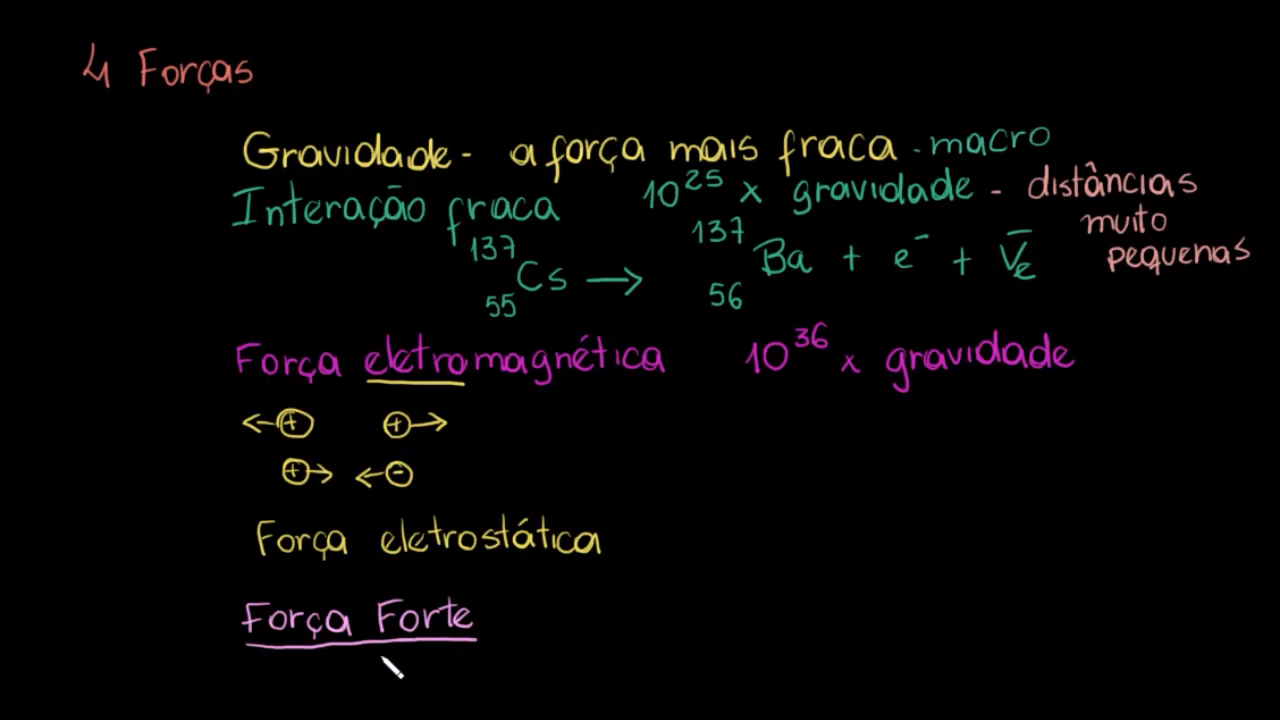 4 Forças
Gravidade - a força mais fraca - macro
Interação fraca 10²⁵ x gravidade - distâncias
muito
pequenas
¹³⁷₅₅Cs → ¹³⁷₅₆Ba + e⁻ + ν̅ₑ
Força eletromagnética 10³⁶ x gravidade
← ⊕ ⊕ →
⊕ → ← ⊖
Força eletrostática
Força Forte